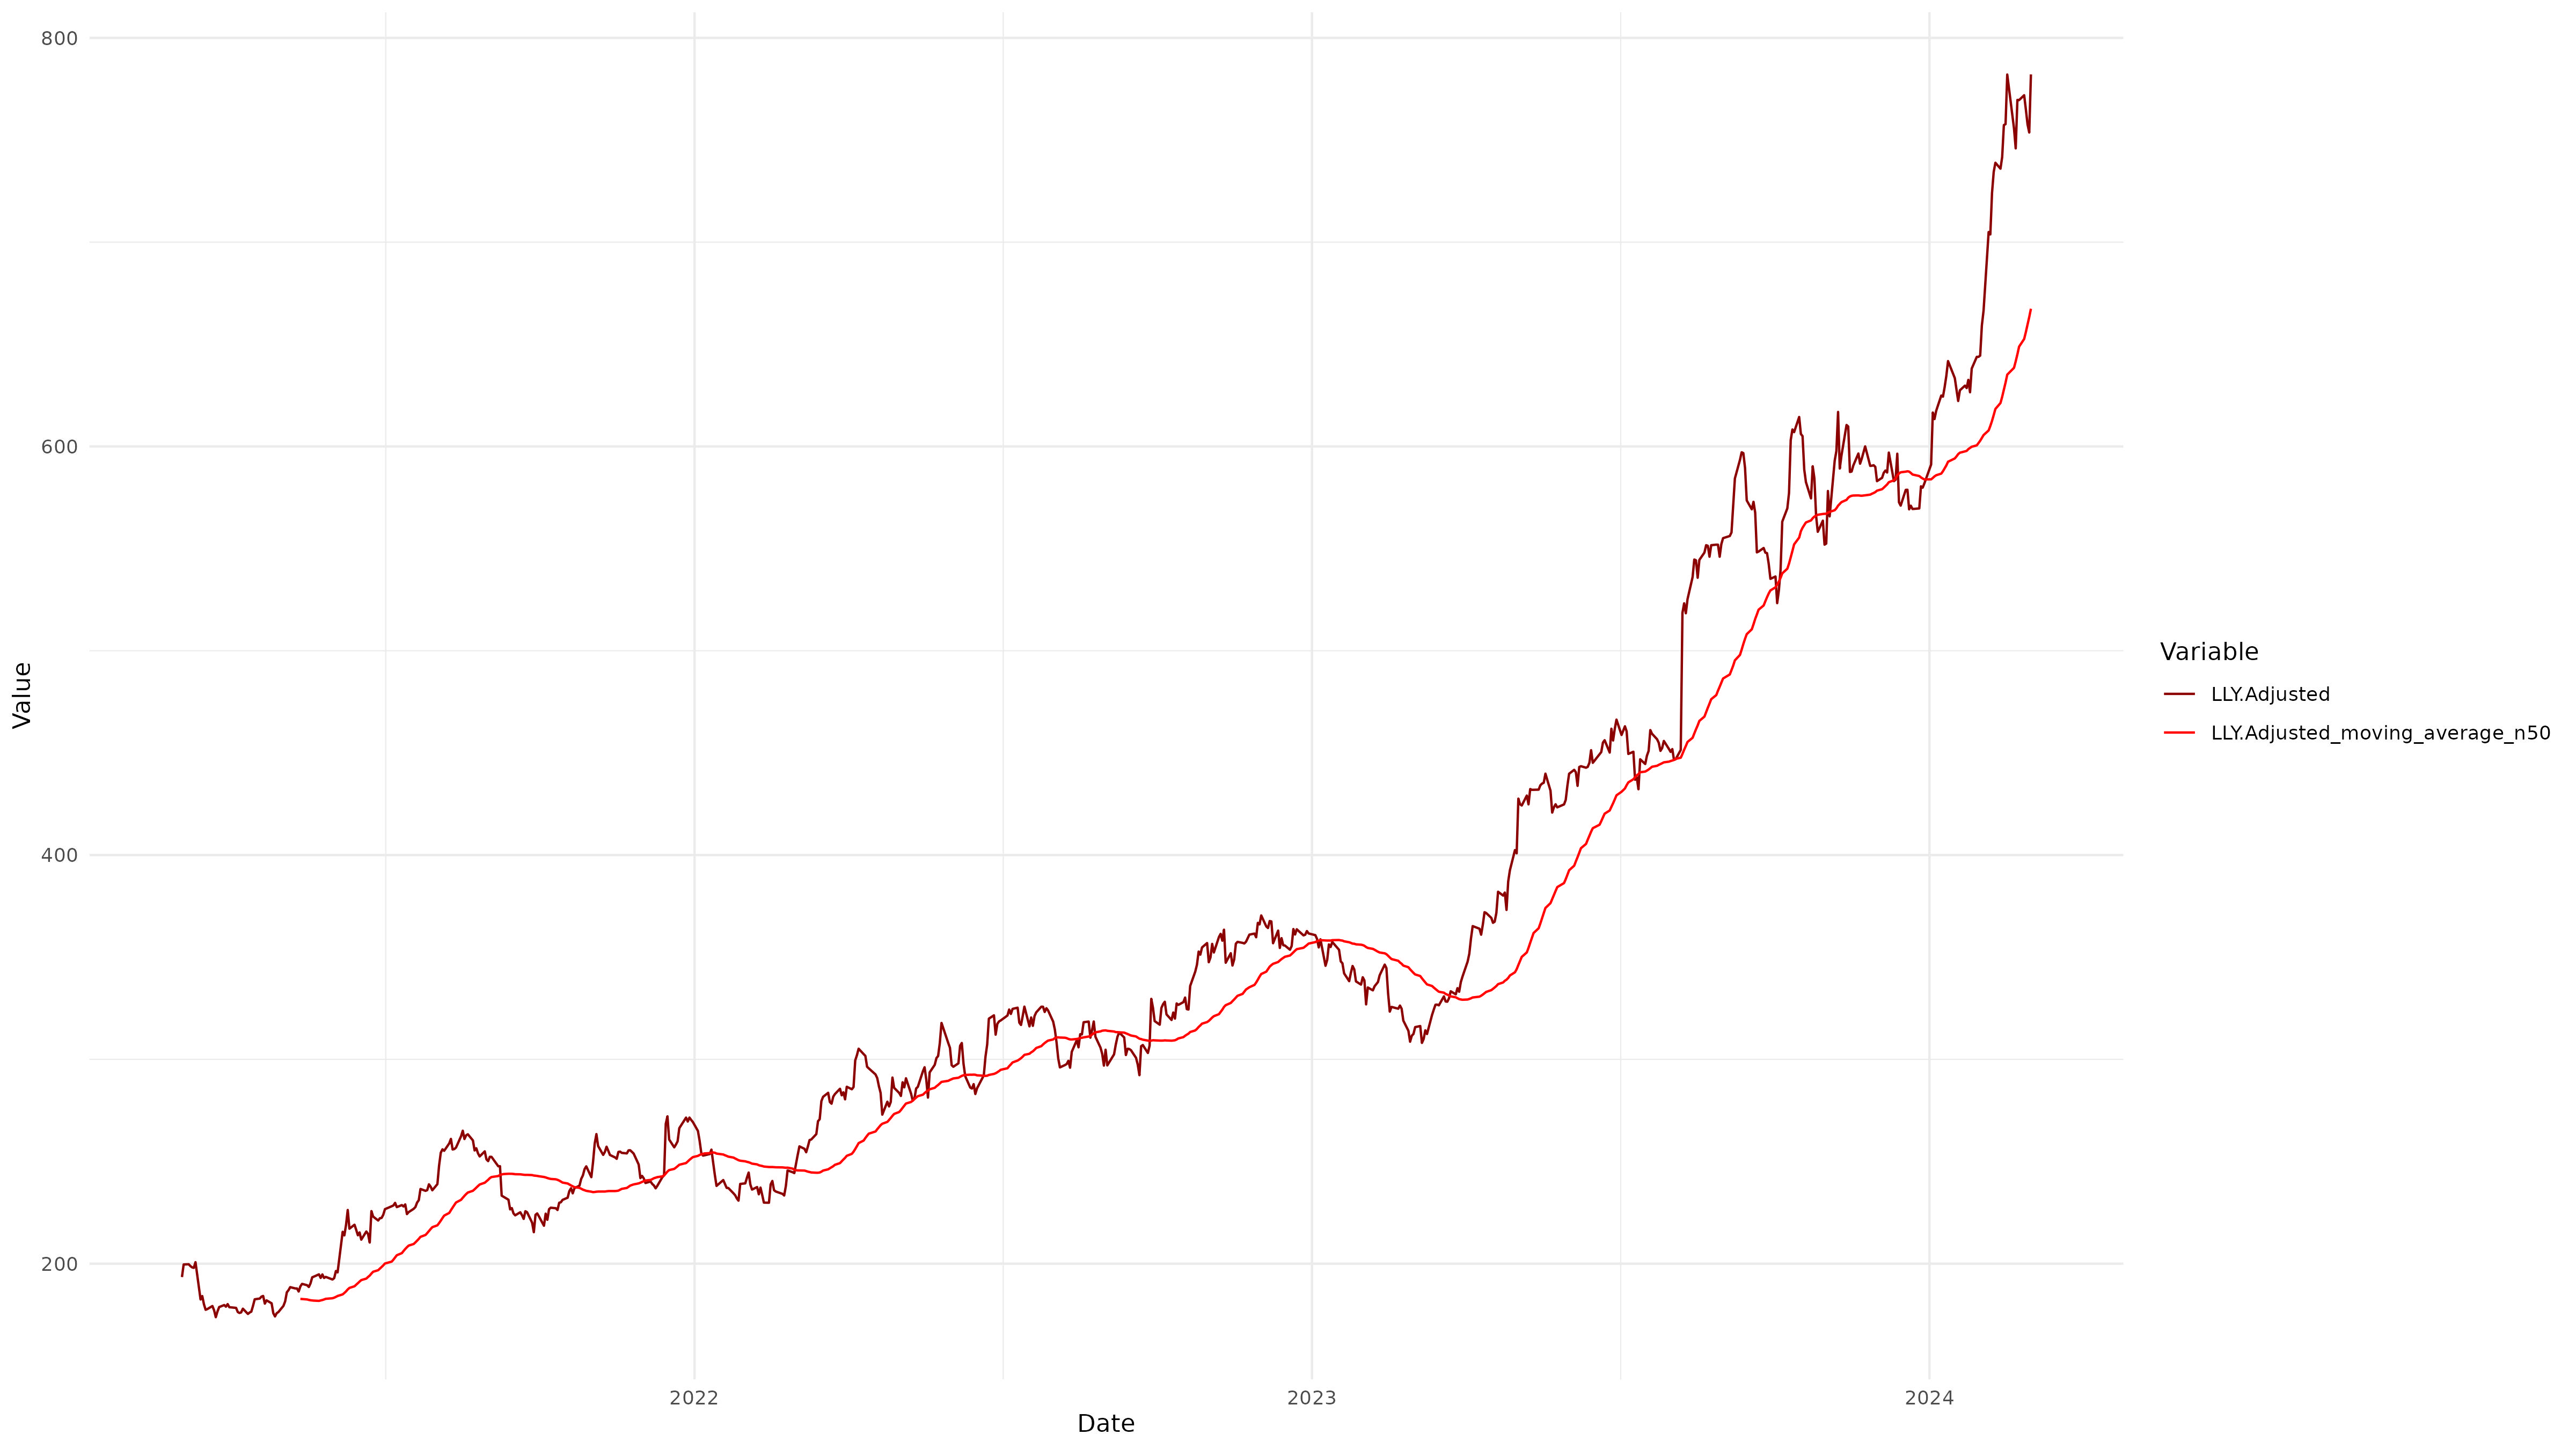 800
600
400
200
Value
2022
2023
2024
Date
Variable
LLY.Adjusted
LLY.Adjusted_moving_average_n50